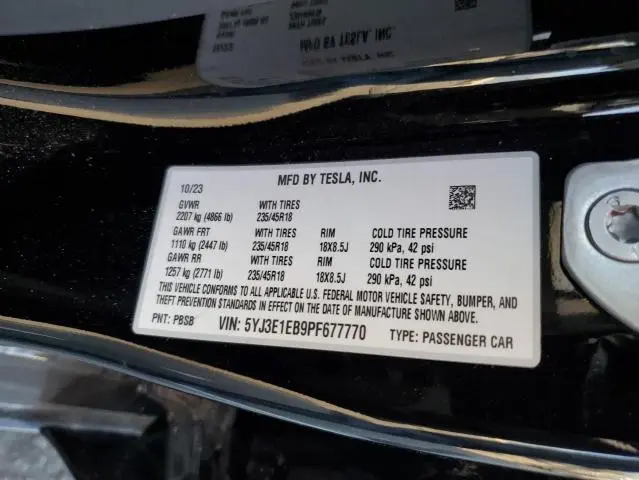 10/23 MFD BY TESLA, INC.
GVWR WITH TIRES
2207 kg (4866 lb) 235/45R18
GAWR FRT WITH TIRES RIM COLD TIRE PRESSURE
1110 kg (2447 lb) 235/45R18 18X8.5J 290 kPa, 42 psi
GAWR RR WITH TIRES RIM COLD TIRE PRESSURE
1257 kg (2771 lb) 235/45R18 18X8.5J 290 kPa, 42 psi
THIS VEHICLE CONFORMS TO ALL APPLICABLE U.S. FEDERAL MOTOR VEHICLE SAFETY, BUMPER, AND
THEFT PREVENTION STANDARDS IN EFFECT ON THE DATE OF MANUFACTURE SHOWN ABOVE.
PNT: PBSB VIN: 5YJ3E1EB9PF677770 TYPE: PASSENGER CAR